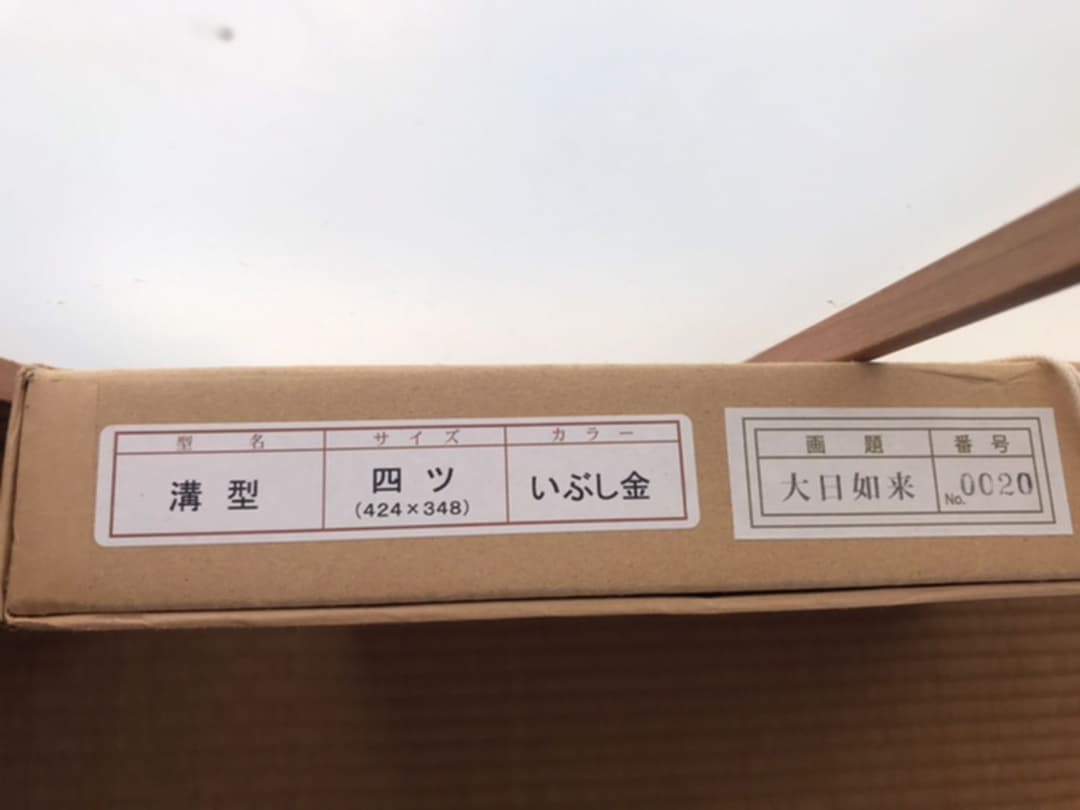 型名 サイズ カラー
溝型 四ツ いぶし金
(424×348)
画題 番号
大日如来 No.0020